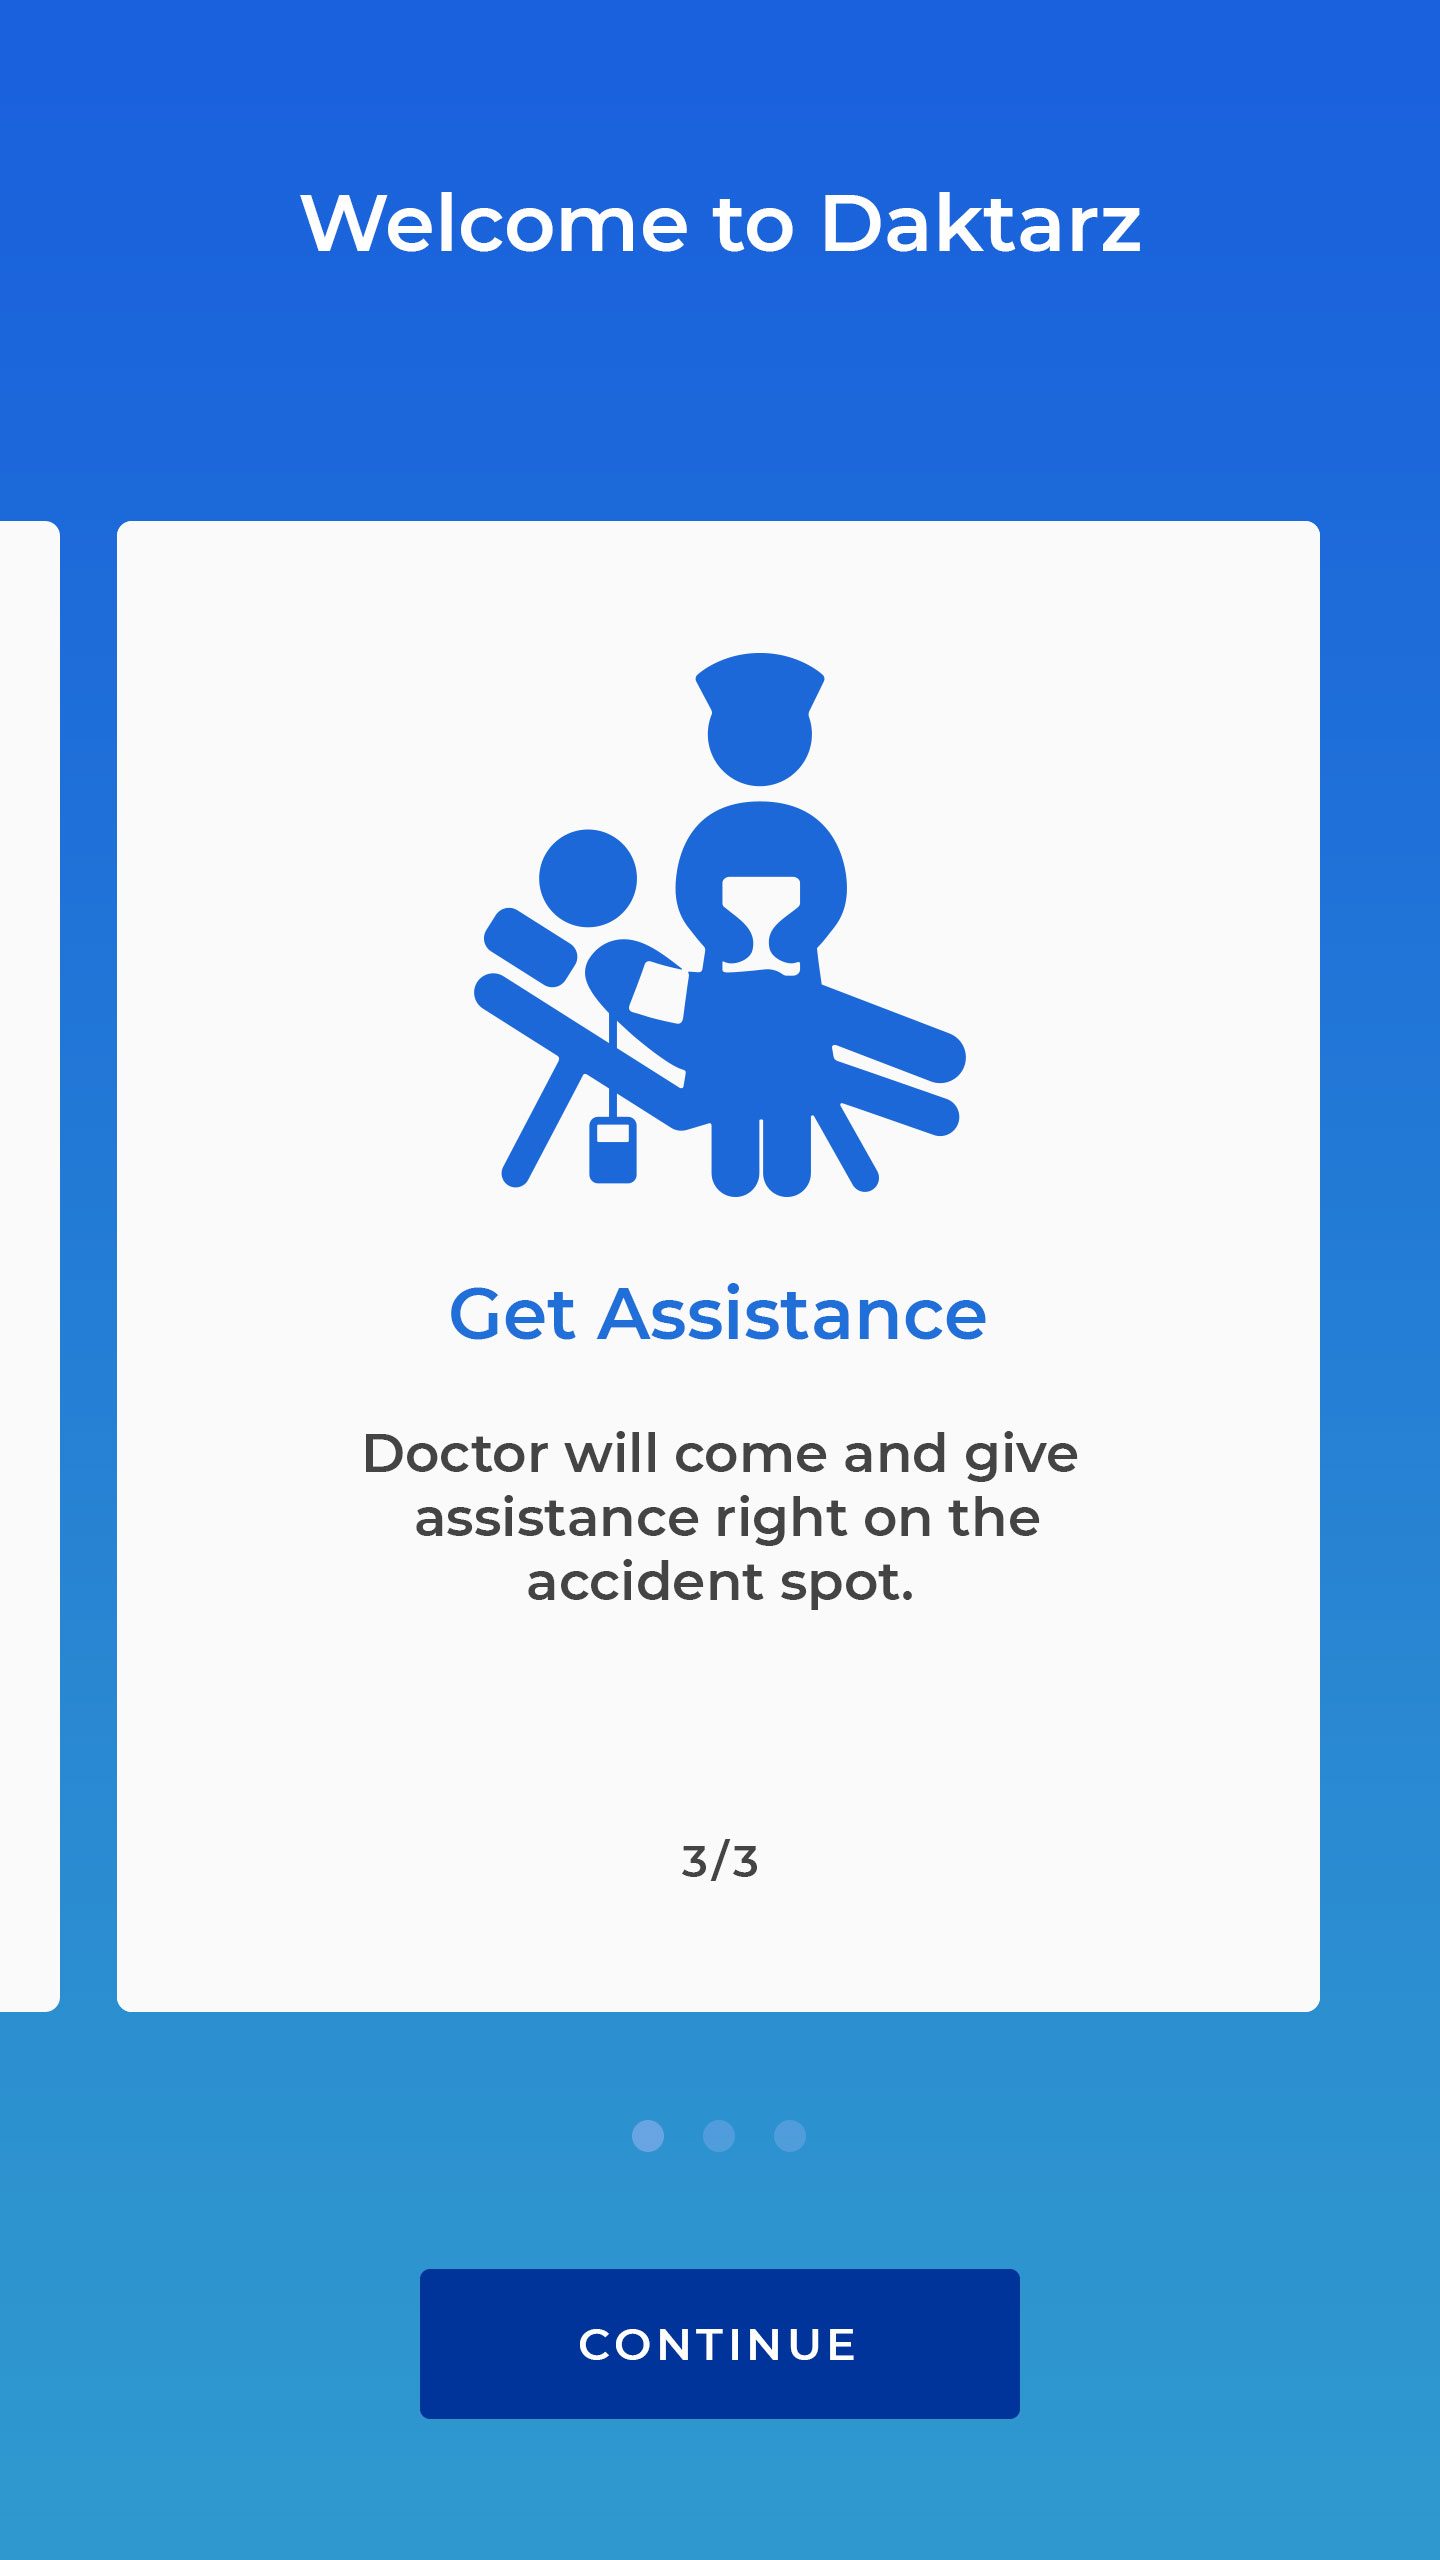 Welcome to Daktarz
Get Assistance
Doctor will come and give
assistance right on the
accident spot.
3/3
CONTINUE